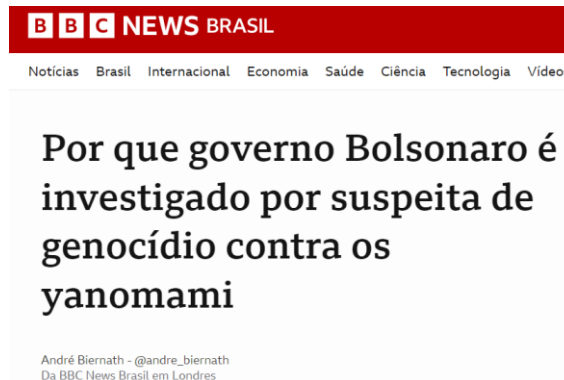 BBC NEWS BRASIL
Notícias Brasil Internacional Economia Saúde Ciência Tecnologia Vídeo
Por que governo Bolsonaro é
investigado por suspeita de
genocídio contra os
yanomami
André Biernath - @andre_biernath
Da BBC News Brasil em Londres